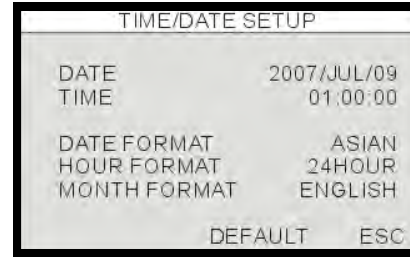 TIME/DATE SETUP
DATE 2007/JUL/09
TIME 01:00:00
DATE FORMAT ASIAN
HOUR FORMAT 24HOUR
MONTH FORMAT ENGLISH
DEFAULT ESC